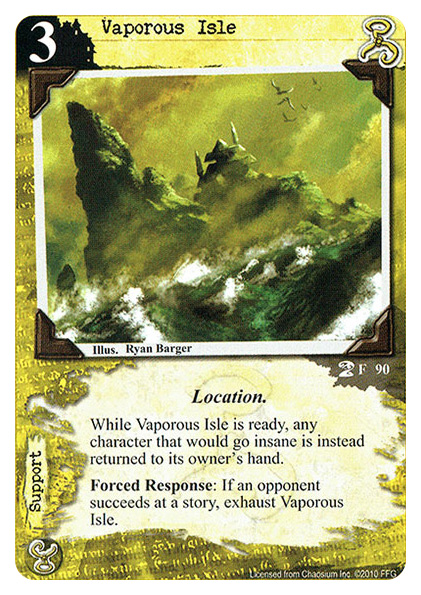 3
Vaporous Isle
Illus. Ryan Barger
F 90
Location.
While Vaporous Isle is ready, any
character that would go insane is instead
returned to its owner's hand.
Forced Response: If an opponent
succeeds at a story, exhaust Vaporous
Isle.
Support
Licensed from Chaosium Inc. ©2010 FFG